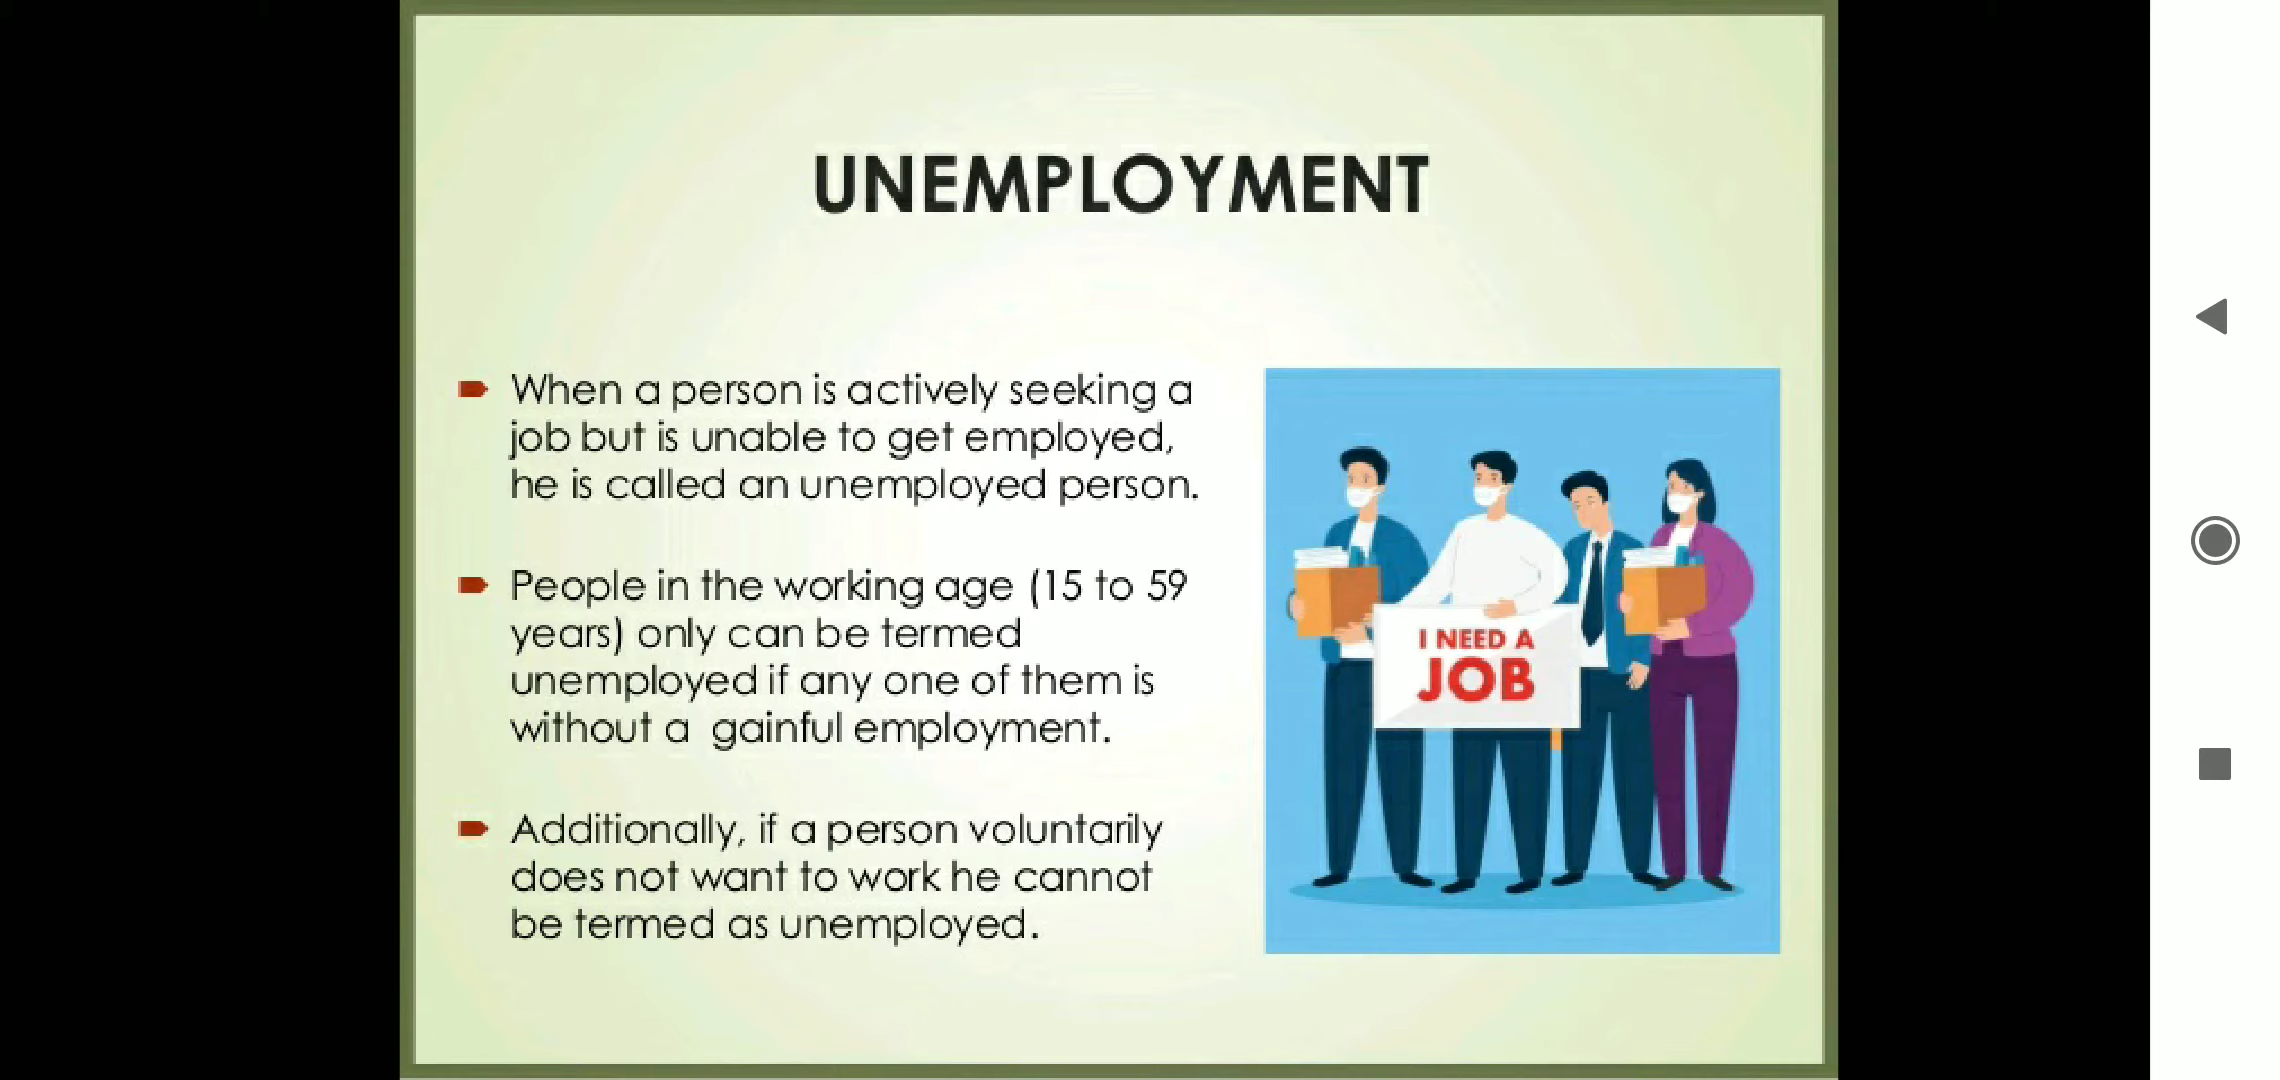 UNEMPLOYMENT
When a person is actively seeking a
job but is unable to get employed,
he is called an unemployed person.
People in the working age (15 to 59
years) only can be termed
unemployed if any one of them is
without a gainful employment.
Additionally, if a person voluntarily
does not want to work he cannot
be termed as unemployed.
I NEED A
JOB